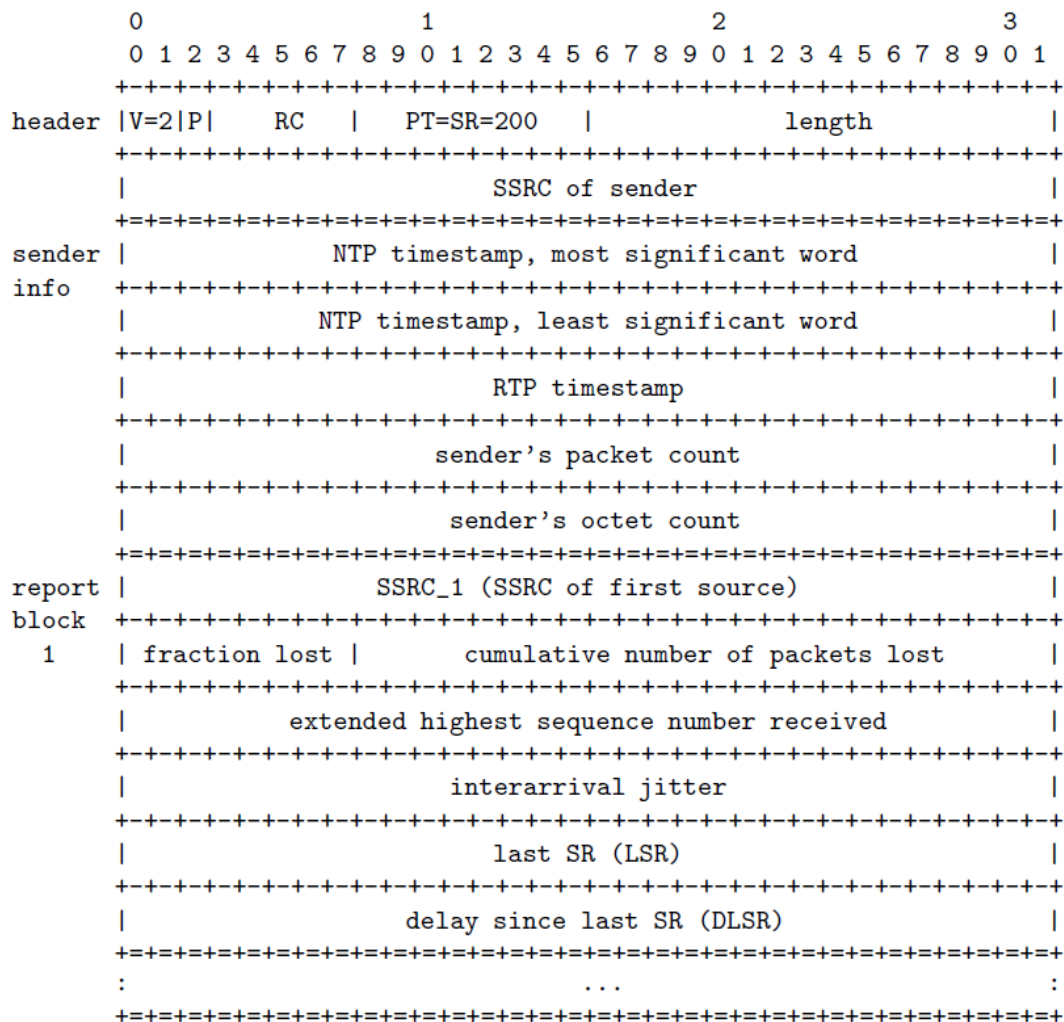 0                   1                   2                   3
0 1 2 3 4 5 6 7 8 9 0 1 2 3 4 5 6 7 8 9 0 1 2 3 4 5 6 7 8 9 0 1
+-+-+-+-+-+-+-+-+-+-+-+-+-+-+-+-+-+-+-+-+-+-+-+-+-+-+-+-+-+-+-+-+
header |V=2|P|    RC   |   PT=SR=200   |             length            |
+-+-+-+-+-+-+-+-+-+-+-+-+-+-+-+-+-+-+-+-+-+-+-+-+-+-+-+-+-+-+-+-+
|                         SSRC of sender                        |
+=+=+=+=+=+=+=+=+=+=+=+=+=+=+=+=+=+=+=+=+=+=+=+=+=+=+=+=+=+=+=+=+
sender |              NTP timestamp, most significant word             |
info   +-+-+-+-+-+-+-+-+-+-+-+-+-+-+-+-+-+-+-+-+-+-+-+-+-+-+-+-+-+-+-+-+
|             NTP timestamp, least significant word             |
+-+-+-+-+-+-+-+-+-+-+-+-+-+-+-+-+-+-+-+-+-+-+-+-+-+-+-+-+-+-+-+-+
|                         RTP timestamp                         |
+-+-+-+-+-+-+-+-+-+-+-+-+-+-+-+-+-+-+-+-+-+-+-+-+-+-+-+-+-+-+-+-+
|                     sender's packet count                     |
+-+-+-+-+-+-+-+-+-+-+-+-+-+-+-+-+-+-+-+-+-+-+-+-+-+-+-+-+-+-+-+-+
|                      sender's octet count                     |
+=+=+=+=+=+=+=+=+=+=+=+=+=+=+=+=+=+=+=+=+=+=+=+=+=+=+=+=+=+=+=+=+
report |                 SSRC_1 (SSRC of first source)                 |
block  +-+-+-+-+-+-+-+-+-+-+-+-+-+-+-+-+-+-+-+-+-+-+-+-+-+-+-+-+-+-+-+-+
1    | fraction lost |       cumulative number of packets lost       |
+-+-+-+-+-+-+-+-+-+-+-+-+-+-+-+-+-+-+-+-+-+-+-+-+-+-+-+-+-+-+-+-+
|           extended highest sequence number received           |
+-+-+-+-+-+-+-+-+-+-+-+-+-+-+-+-+-+-+-+-+-+-+-+-+-+-+-+-+-+-+-+-+
|                      interarrival jitter                      |
+-+-+-+-+-+-+-+-+-+-+-+-+-+-+-+-+-+-+-+-+-+-+-+-+-+-+-+-+-+-+-+-+
|                         last SR (LSR)                         |
+-+-+-+-+-+-+-+-+-+-+-+-+-+-+-+-+-+-+-+-+-+-+-+-+-+-+-+-+-+-+-+-+
|                   delay since last SR (DLSR)                  |
+=+=+=+=+=+=+=+=+=+=+=+=+=+=+=+=+=+=+=+=+=+=+=+=+=+=+=+=+=+=+=+=+
:                               ...                             :
+=+=+=+=+=+=+=+=+=+=+=+=+=+=+=+=+=+=+=+=+=+=+=+=+=+=+=+=+=+=+=+=+